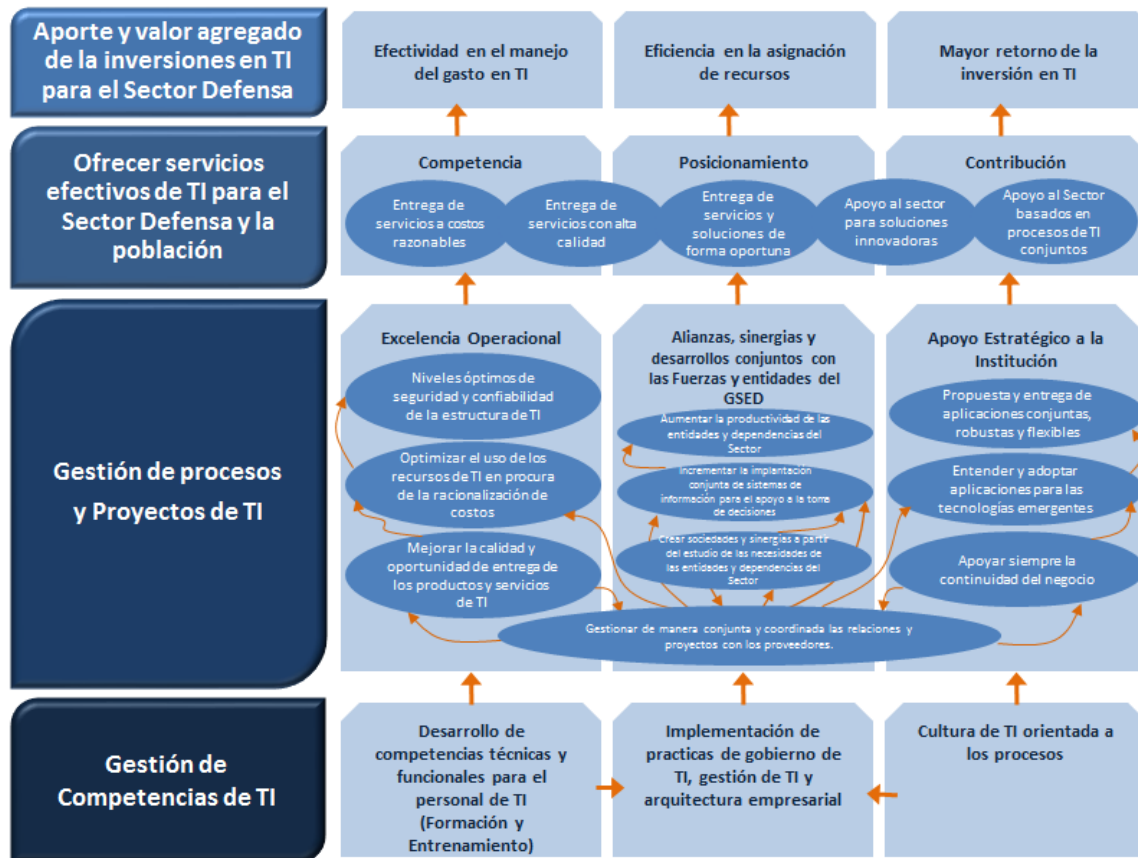 Aporte y valor agregado
de la inversiones en TI
para el Sector Defensa
Efectividad en el manejo
del gasto en TI
Eficiencia en la asignación
de recursos
Mayor retorno de la
inversión en TI
Ofrecer servicios
efectivos de TI para el
Sector Defensa y la
población
Competencia
Entrega de
servicios a costos
razonables
Entrega de
servicios con alta
calidad
Posicionamiento
Entrega de
servicios y
soluciones de
forma oportuna
Contribución
Apoyo al sector
para soluciones
innovadoras
Apoyo al Sector
basados en
procesos de TI
conjuntos
Gestión de procesos
y Proyectos de TI
Excelencia Operacional
Niveles óptimos de
seguridad y confiabilidad
de la estructura de TI
Optimizar el uso de los
recursos de TI en procura
de la racionalización de
costos
Mejorar la calidad y
oportunidad de entrega de
los productos y servicios
de TI
Alianzas, sinergias y
desarrollos conjuntos con
las Fuerzas y entidades del
GSED
Aumentar la productividad de las
entidades y dependencias del
Sector
Incrementar la implantación
conjunta de sistemas de
información para el apoyo a la toma
de decisiones
Crear sociedades y sinergias a partir
del estudio de las necesidades de
las entidades y dependencias del
Sector
Apoyo Estratégico a la
Institución
Propuesta y entrega de
aplicaciones conjuntas,
robustas y flexibles
Entender y adoptar
aplicaciones para las
tecnologías emergentes
Apoyar siempre la
continuidad del negocio
Gestionar de manera conjunta y coordinada las relaciones y
proyectos con los proveedores.
Gestión de
Competencias de TI
Desarrollo de
competencias técnicas y
funcionales para el
personal de TI
(Formación y
Entrenamiento)
Implementación de
practicas de gobierno de
TI, gestión de TI y
arquitectura empresarial
Cultura de TI orientada a
los procesos